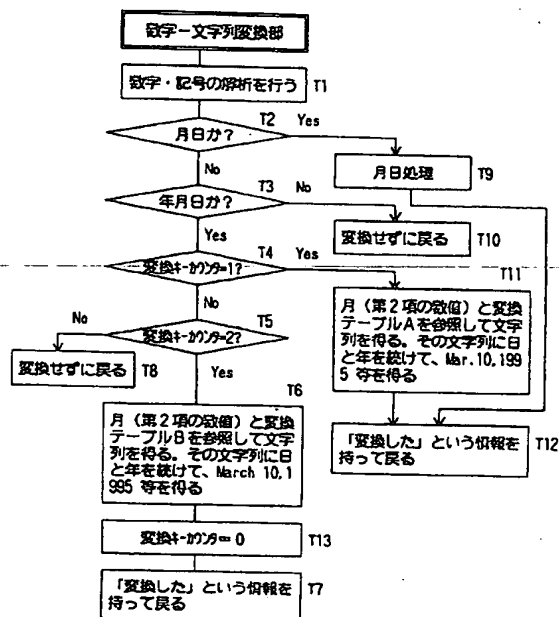 数字－文字列変換部
数字・記号の解析を行う T1
T2 Yes
月日か？
No
月日処理 T9
T3 No
年月日か？
Yes
変換せずに戻る T10
T4 Yes
変換キーカウンタ=1？
No
T11
月（第２項の数値）と変換
テーブルＡを参照して文字
列を得る。その文字列に日
と年を続けて、Mar.10,199
5 等を得る
T5
No
変換キーカウンタ=2？
変換せずに戻る T8
Yes
T6
月（第２項の数値）と変換
テーブルＢを参照して文字
列を得る。その文字列に日
と年を続けて、March 10,1
995 等を得る
「変換した」という情報を
持って戻る T12
変換キーカウンタ= 0 T13
「変換した」という情報を T7
持って戻る